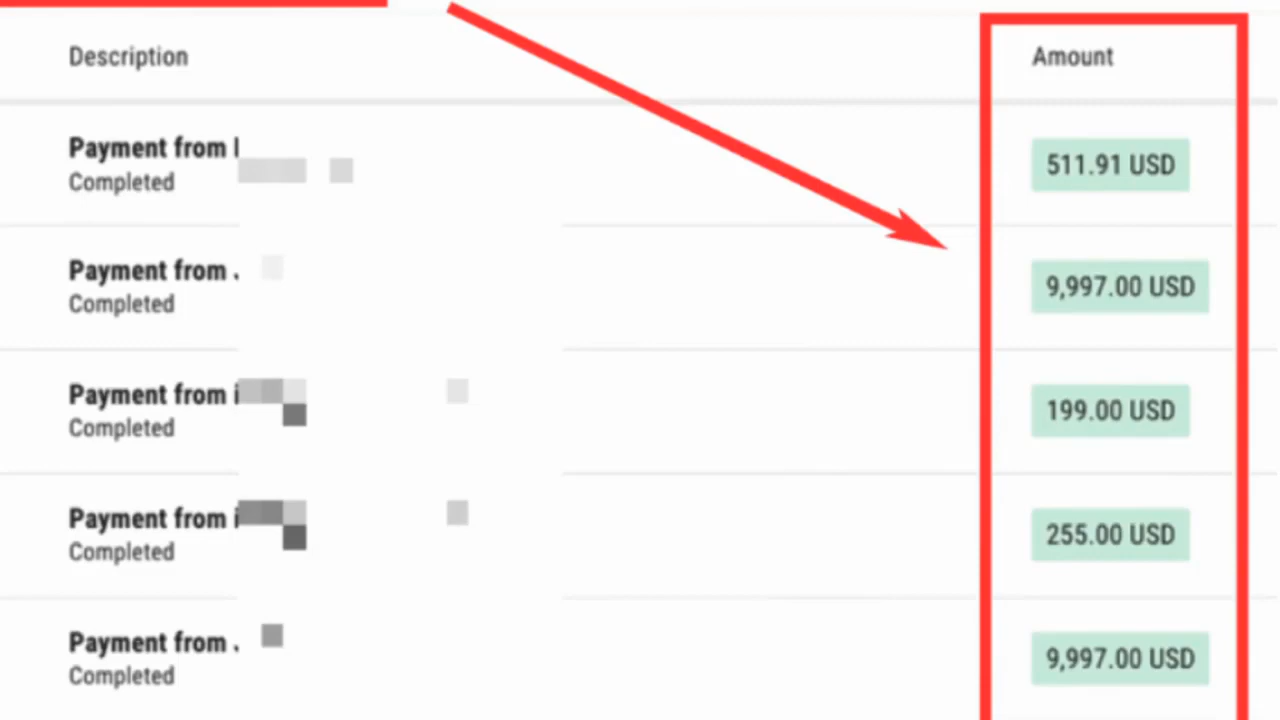 Description Amount
Payment from
Completed
511.91 USD
Payment from
Completed
9,997.00 USD
Payment from i
Completed
199.00 USD
Payment from i
Completed
255.00 USD
Payment from
Completed
9,997.00 USD